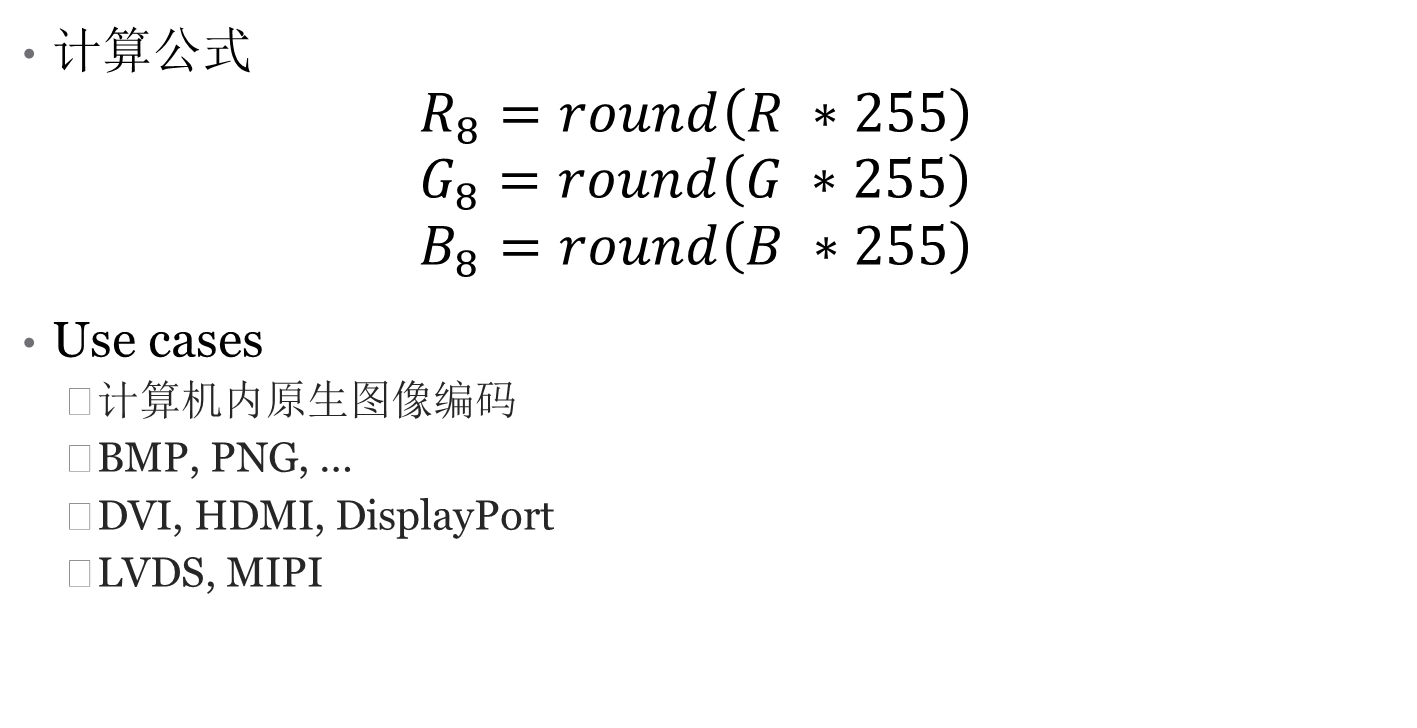 • 计算公式
R₈ = round(R * 255)
G₈ = round(G * 255)
B₈ = round(B * 255)
• Use cases
□计算机内原生图像编码
□BMP, PNG, …
□DVI, HDMI, DisplayPort
□LVDS, MIPI